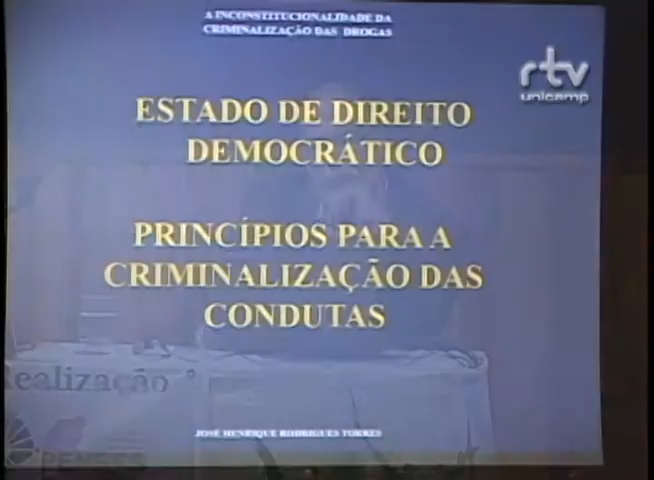 A INCONSTITUCIONALIDADE DA
CRIMINALIZAÇÃO DAS DROGAS
rtv
unicamp
ESTADO DE DIREITO
DEMOCRÁTICO
PRINCÍPIOS PARA A
CRIMINALIZAÇÃO DAS
CONDUTAS
Realização
JOSÉ HENRIQUE RODRIGUES TORRES